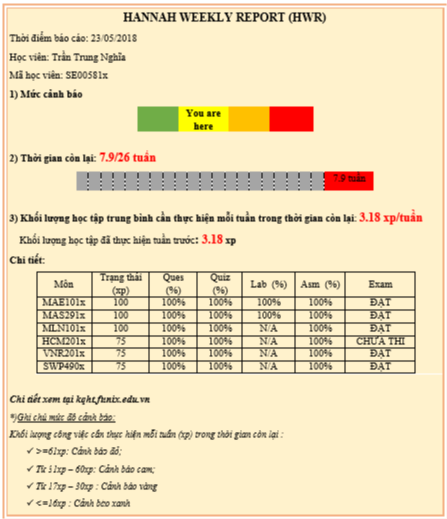 HANNAH WEEKLY REPORT (HWR)
Thời điểm báo cáo: 23/05/2018
Học viên: Trần Trung Nghĩa
Mã học viên: SE00581x
1) Mức cảnh báo
You are
here
2) Thời gian còn lại: 7.9/26 tuần
7.9 tuần
3) Khối lượng học tập trung bình cần thực hiện mỗi tuần trong thời gian còn lại: 3.18 xp/tuần
Khối lượng học tập đã thực hiện tuần trước: 3.18 xp
Chi tiết:
Môn Trạng thái (xp) Ques (%) Quiz (%) Lab (%) Asm (%) Exam
MAE101x 100 100% 100% 100% 100% ĐẠT
MAS291x 100 100% 100% 100% 100% ĐẠT
MLN101x 100 100% 100% N/A 100% ĐẠT
HCM201x 75 100% 100% N/A 100% CHƯA THI
VNR201x 75 100% 100% N/A 100% ĐẠT
SWP490x 75 100% 100% N/A 100% ĐẠT
Chi tiết xem tại kqht.funix.edu.vn
*)Ghi chú mức độ cảnh báo:
Khối lượng công việc cần thực hiện mỗi tuần (xp) trong thời gian còn lại :
✓ >=61xp: Cảnh báo đỏ;
✓ Từ 31xp – 60xp: Cảnh báo cam;
✓ Từ 17xp – 30xp : Cảnh báo vàng
✓ <=16xp : Cảnh bco xanh